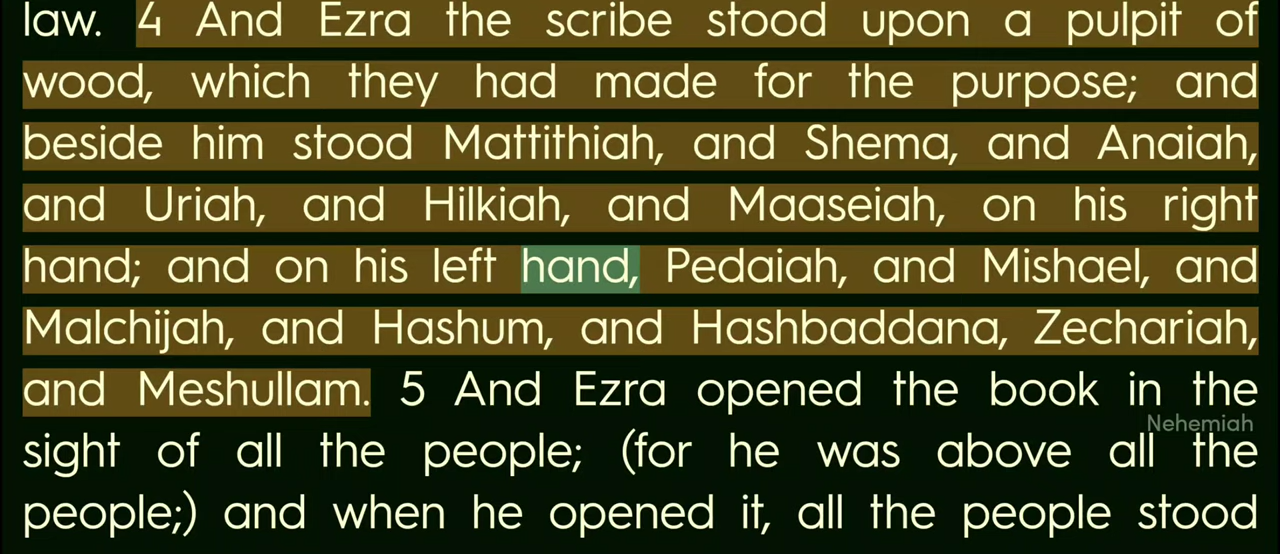 law. 4 And Ezra the scribe stood upon a pulpit of
wood, which they had made for the purpose; and
beside him stood Mattithiah, and Shema, and Anaiah,
and Uriah, and Hilkiah, and Maaseiah, on his right
hand; and on his left hand, Pedaiah, and Mishael, and
Malchijah, and Hashum, and Hashbaddana, Zechariah,
and Meshullam. 5 And Ezra opened the book in the
Nehemiah
sight of all the people; (for he was above all the
people;) and when he opened it, all the people stood